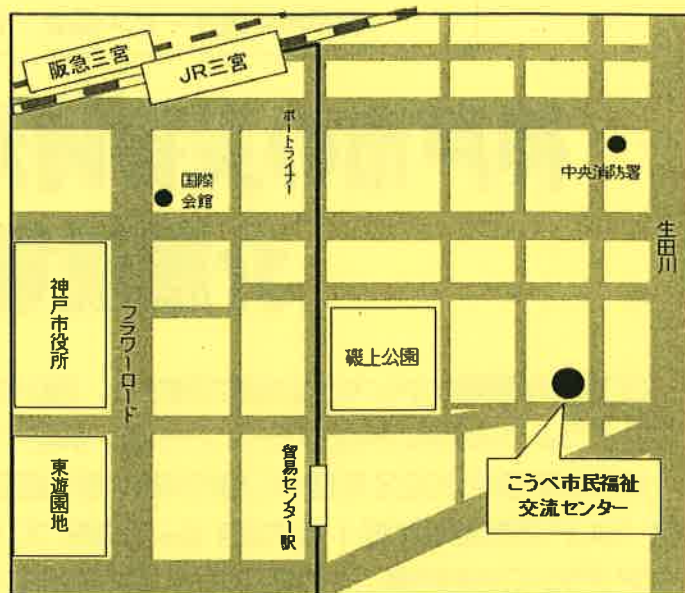 阪急三宮
JR三宮
ポートライナー
国際
会館
中央消防署
生田川
神戸市役所
フラワーロード
磯上公園
東遊園地
貿易センター駅
こうべ市民福祉
交流センター